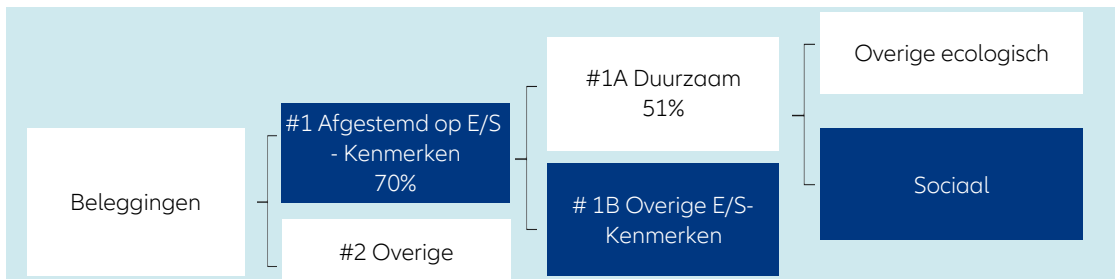 Beleggingen
#1 Afgestemd op E/S
- Kenmerken
70%
#2 Overige
#1A Duurzaam
51%
# 1B Overige E/S-
Kenmerken
Overige ecologisch
Sociaal